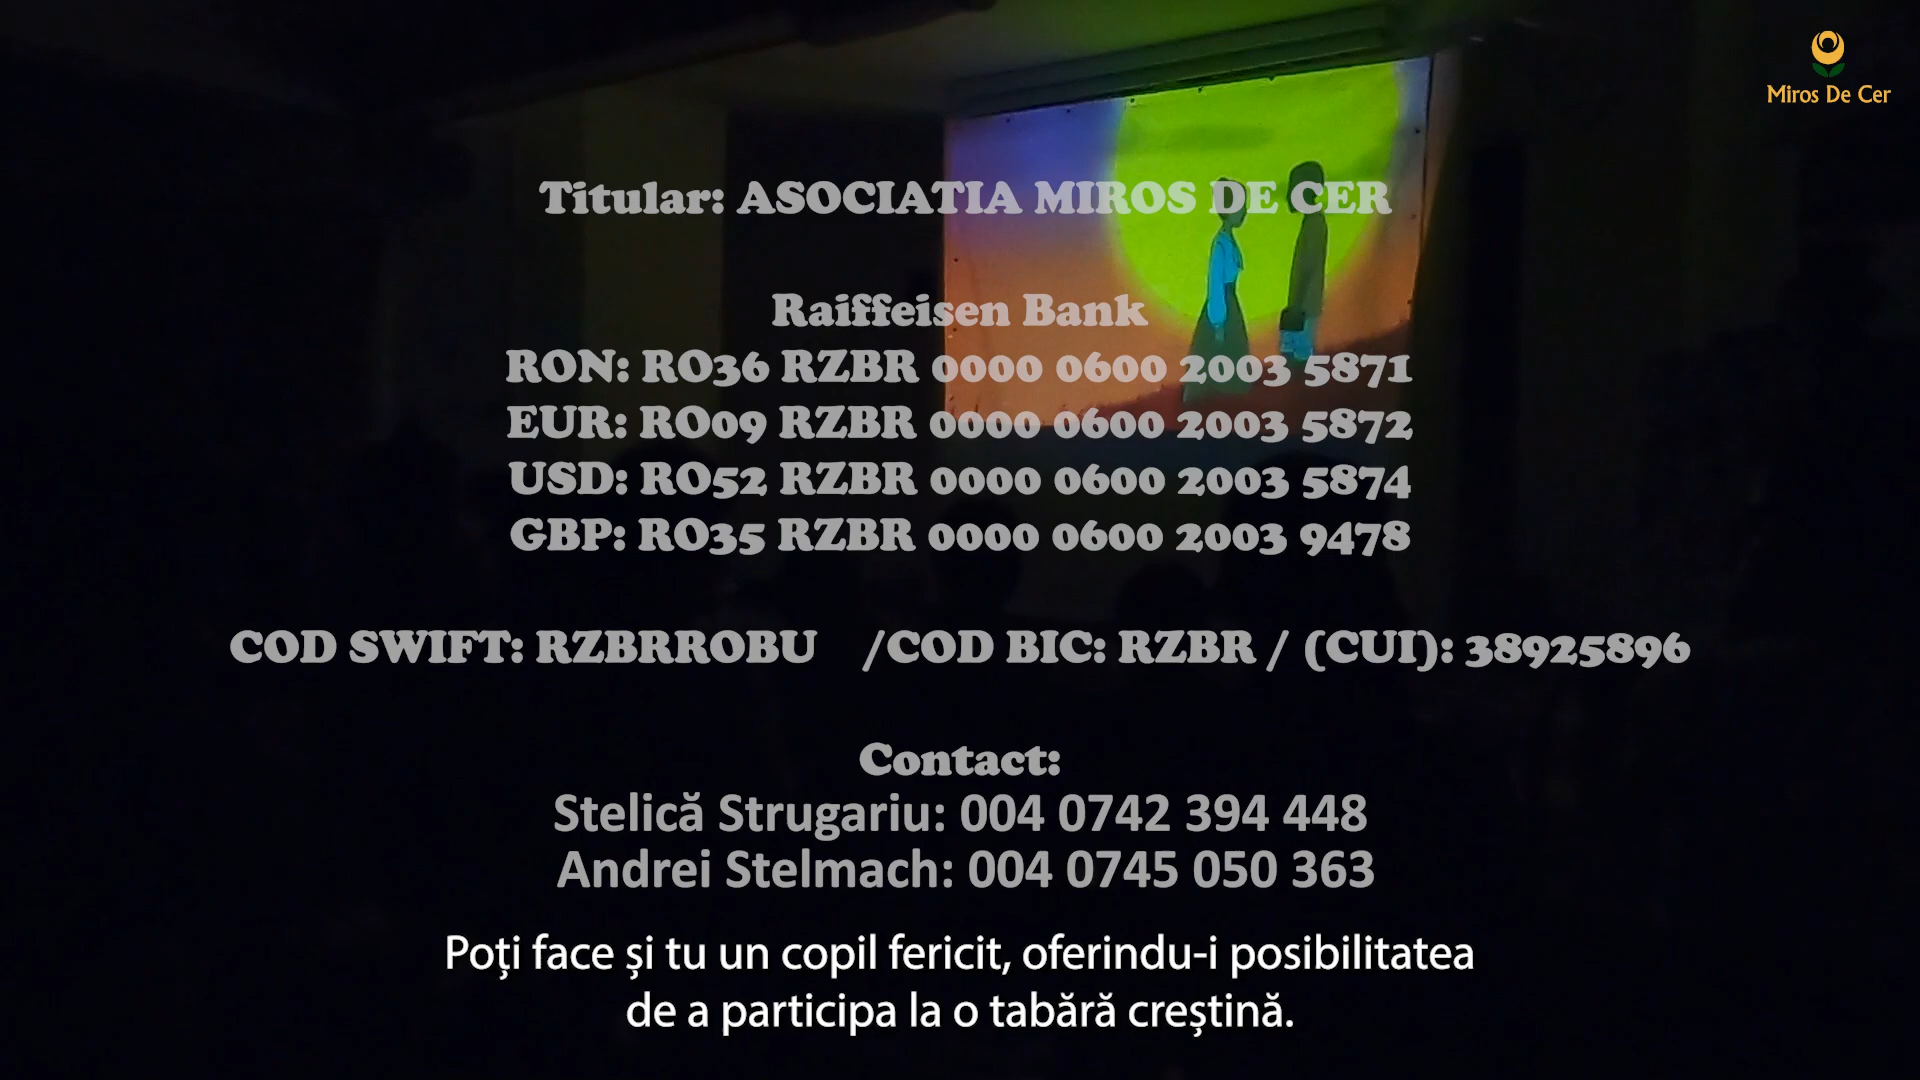 Miros De Cer
Titular: ASOCIATIA MIROS DE CER
Raiffeisen Bank
RON: RO36 RZBR 0000 0600 2003 5871
EUR: RO09 RZBR 0000 0600 2003 5872
USD: RO52 RZBR 0000 0600 2003 5874
GBP: RO35 RZBR 0000 0600 2003 9478
COD SWIFT: RZBRROBU /COD BIC: RZBR / (CUI): 38925896
Contact:
Stelică Strugariu: 004 0742 394 448
Andrei Stelmach: 004 0745 050 363
Poți face și tu un copil fericit, oferindu-i posibilitatea
de a participa la o tabără creștină.